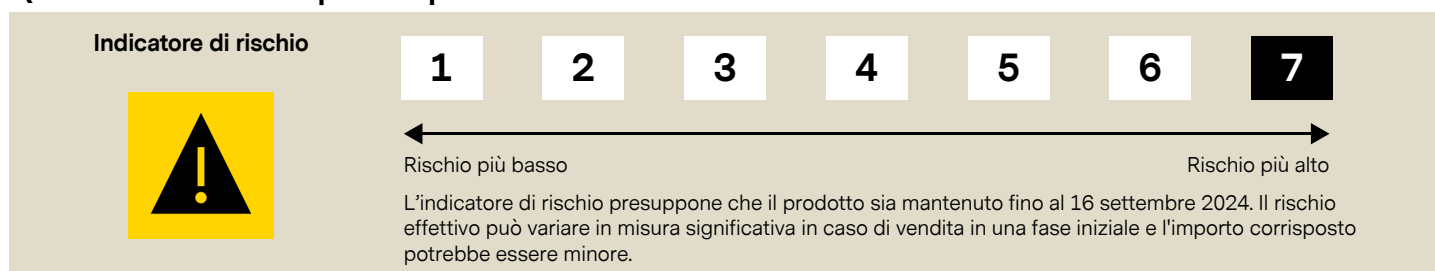 Indicatore di rischio
1 2 3 4 5 6 7
Rischio più basso Rischio più alto
L'indicatore di rischio presuppone che il prodotto sia mantenuto fino al 16 settembre 2024. Il rischio
effettivo può variare in misura significativa in caso di vendita in una fase iniziale e l'importo corrisposto
potrebbe essere minore.